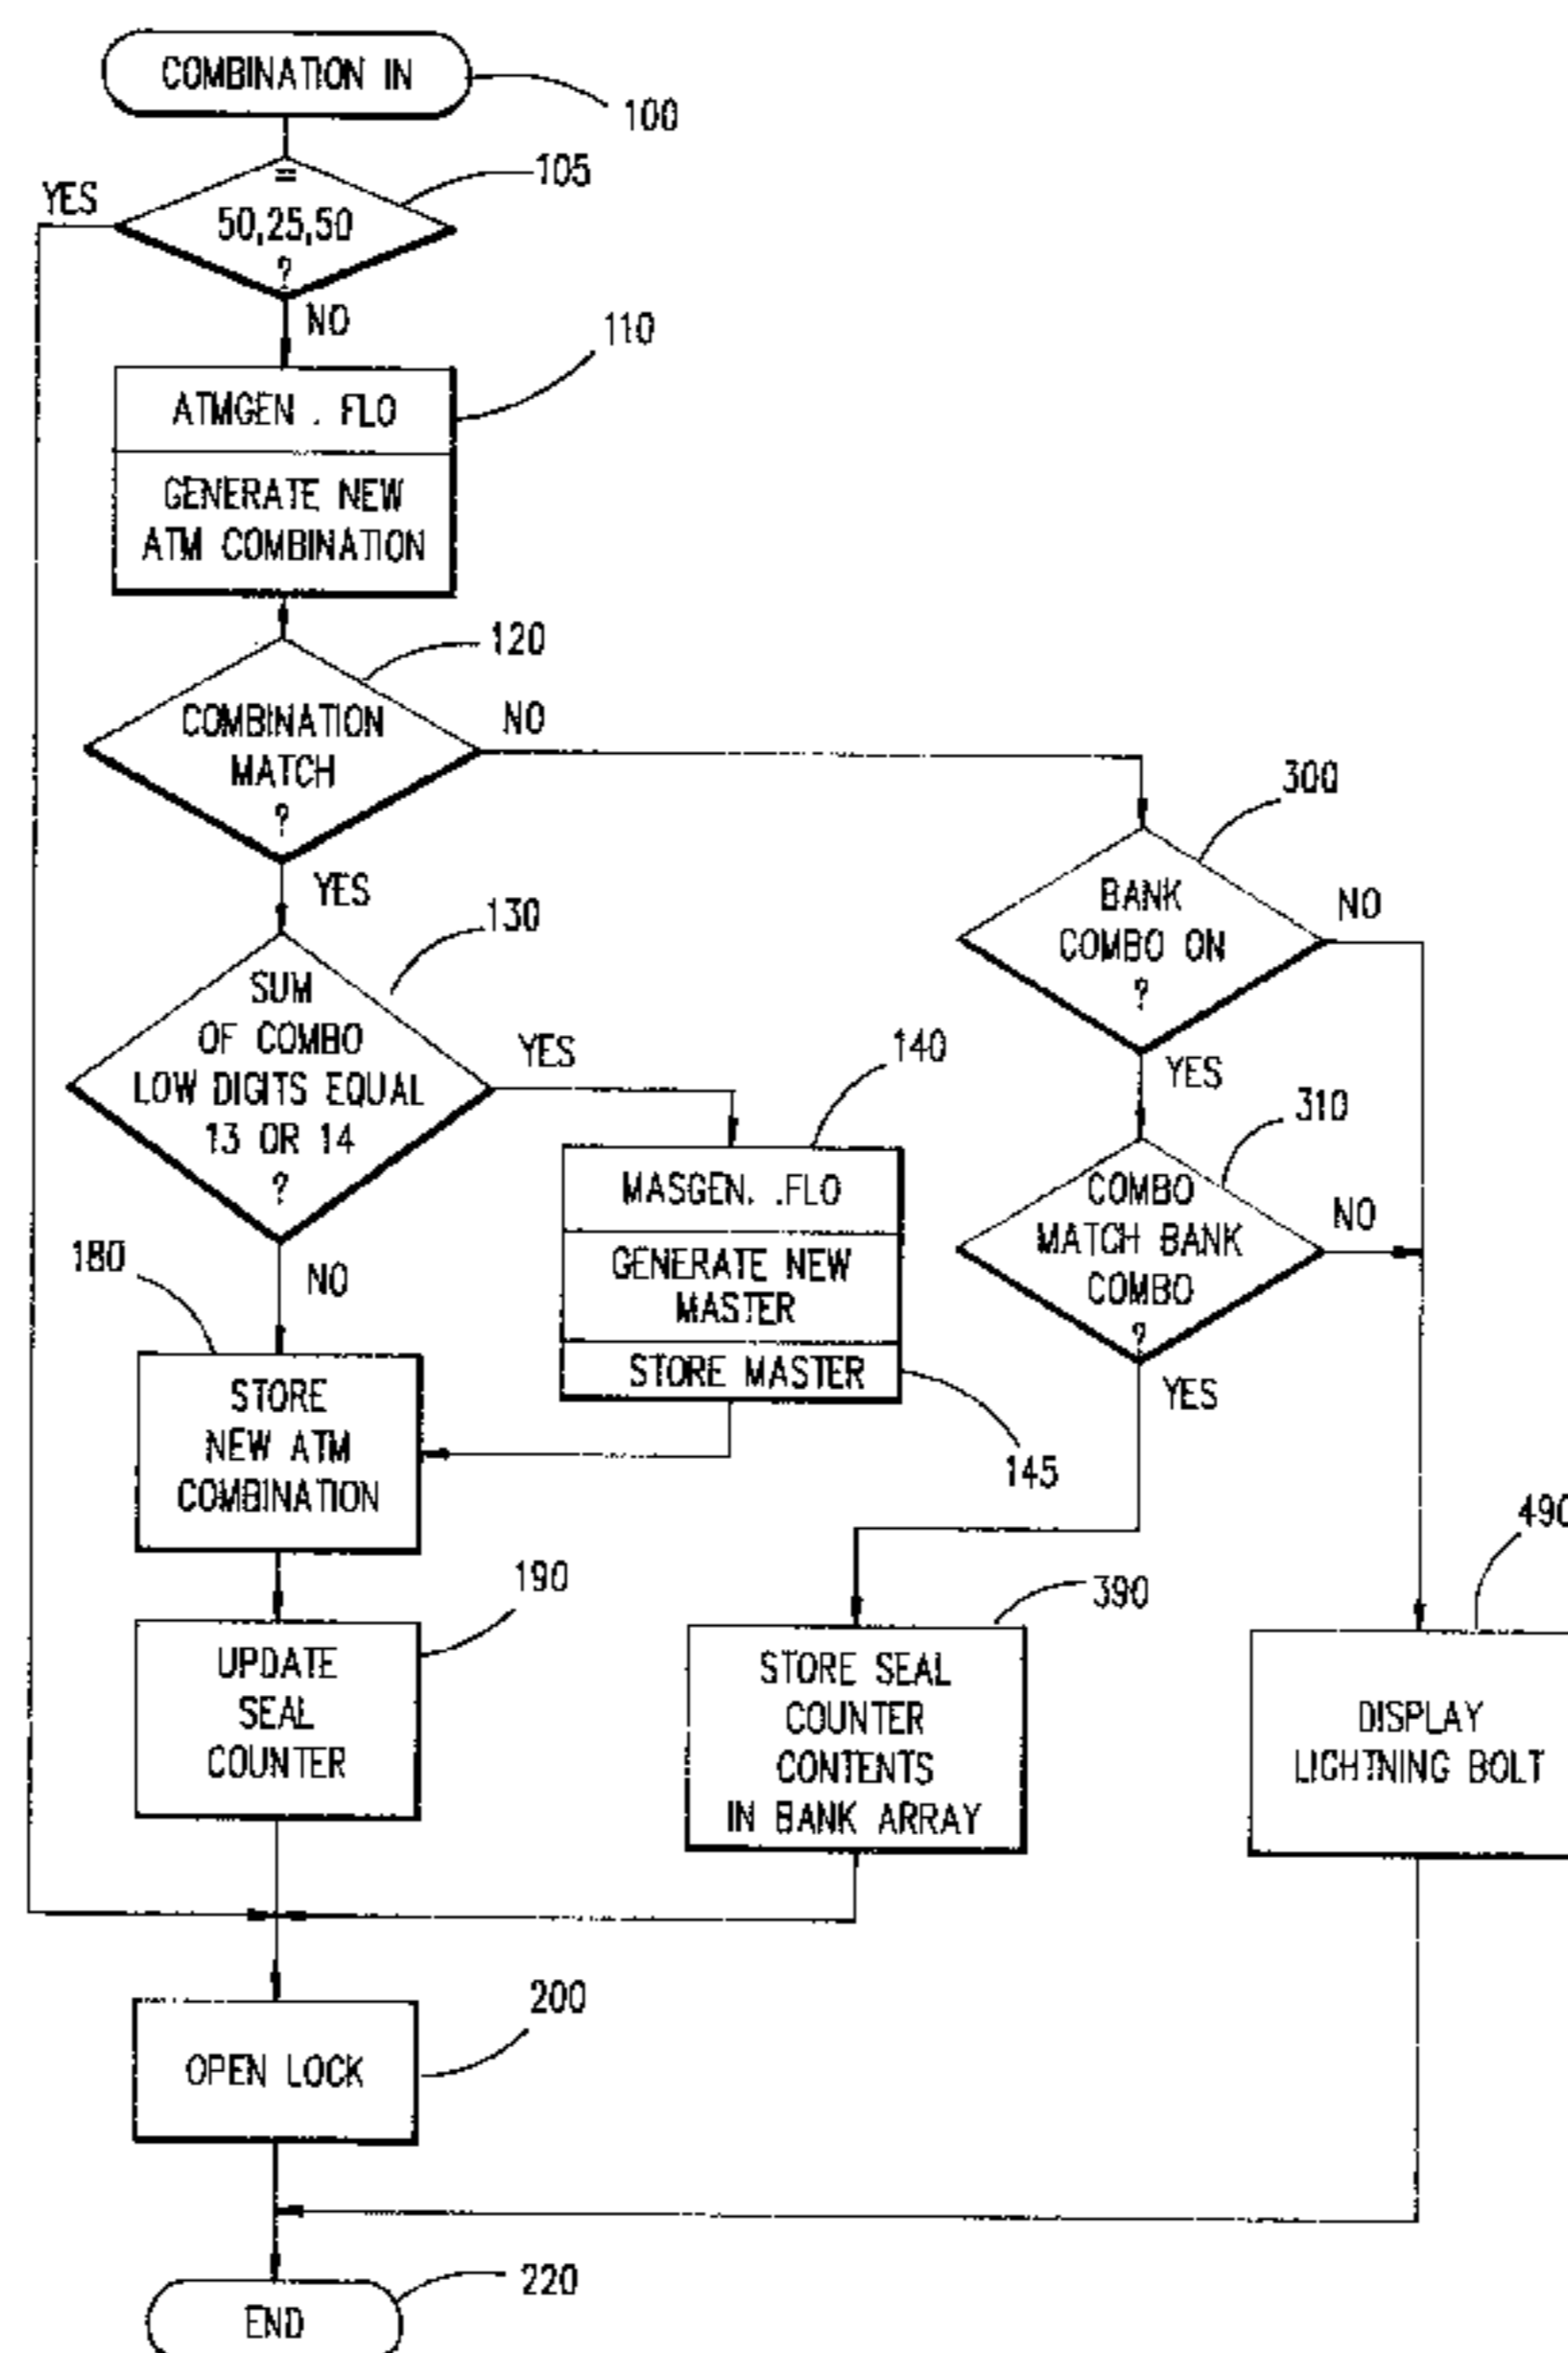 COMBINATION IN
100
=
50,25,50
?
105
YES
NO
110
ATMGEN . FLO
GENERATE NEW
ATM COMBINATION
120
COMBINATION
MATCH
?
NO
YES
300
BANK
COMBO ON
?
NO
YES
130
SUM
OF COMBO
LOW DIGITS EQUAL
13 OR 14
?
YES
NO
140
MASGEN. .FLO
GENERATE NEW
MASTER
STORE MASTER
145
310
COMBO
MATCH BANK
COMBO
?
NO
YES
180
STORE
NEW ATM
COMBINATION
190
UPDATE
SEAL
COUNTER
390
STORE SEAL
COUNTER
CONTENTS
IN BANK ARRAY
490
DISPLAY
LIGHTNING BOLT
200
OPEN LOCK
220
END